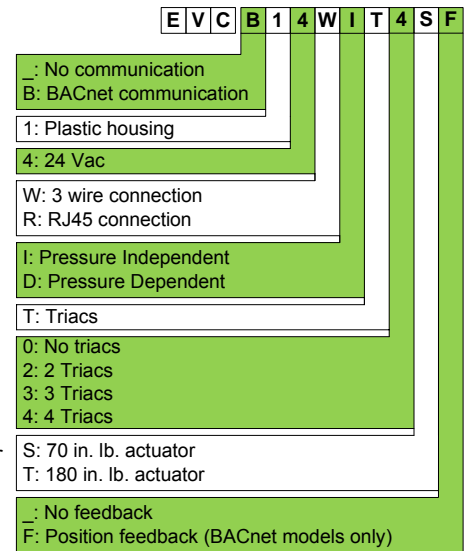 E V C B 1 4 W I T 4 S F
_: No communication
B: BACnet communication
1: Plastic housing
4: 24 Vac
W: 3 wire connection
R: RJ45 connection
I: Pressure Independent
D: Pressure Dependent
T: Triacs
0: No triacs
2: 2 Triacs
3: 3 Triacs
4: 4 Triacs
S: 70 in. lb. actuator
T: 180 in. lb. actuator
_: No feedback
F: Position feedback (BACnet models only)